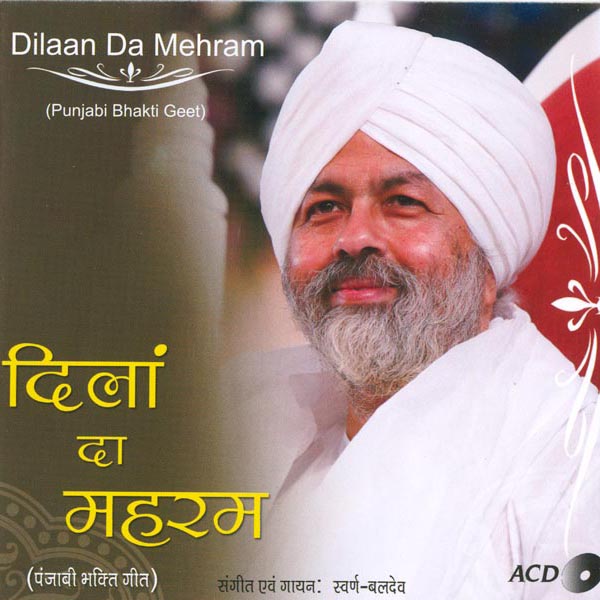 Dilaan Da Mehram
(Punjabi Bhakti Geet)
दिलां
दा
महरम
(पंजाबी भक्ति गीत)
संगीत एवं गायन: स्वर्ण-बलदेव
ACD